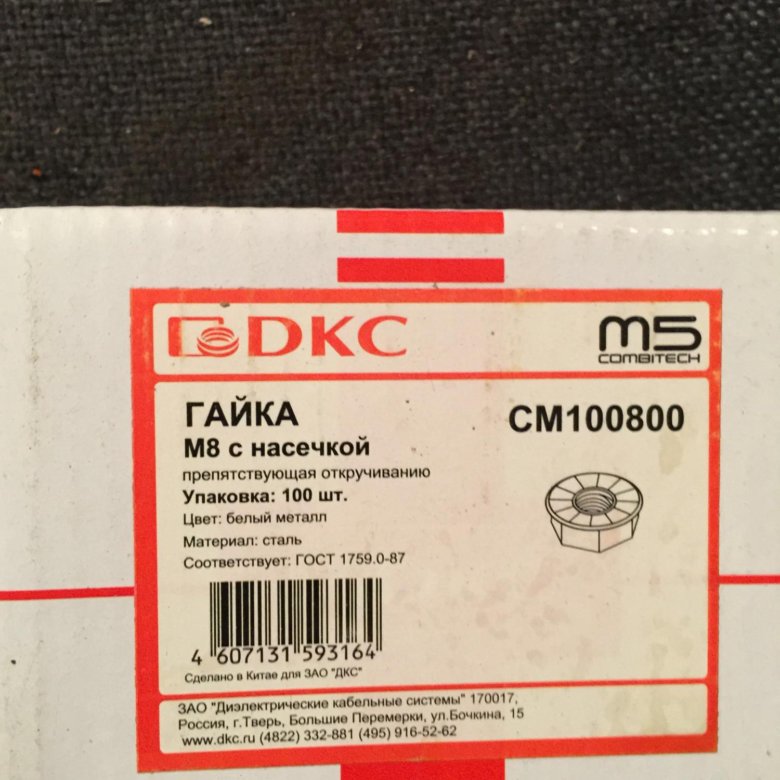 DKC
M5
COMBITECH
ГАЙКА
CM100800
М8 с насечкой
препятствующая откручиванию
Упаковка: 100 шт.
Цвет: белый металл
Материал: сталь
Соответствует: ГОСТ 1759.0-87
4 607131 593164
Сделано в Китае для ЗАО "ДКС"
ЗАО "Диэлектрические кабельные системы" 170017,
Россия, г.Тверь, Большие Перемерки, ул.Бочкина, 15
www.dkc.ru (4822) 332-881 (495) 916-52-62